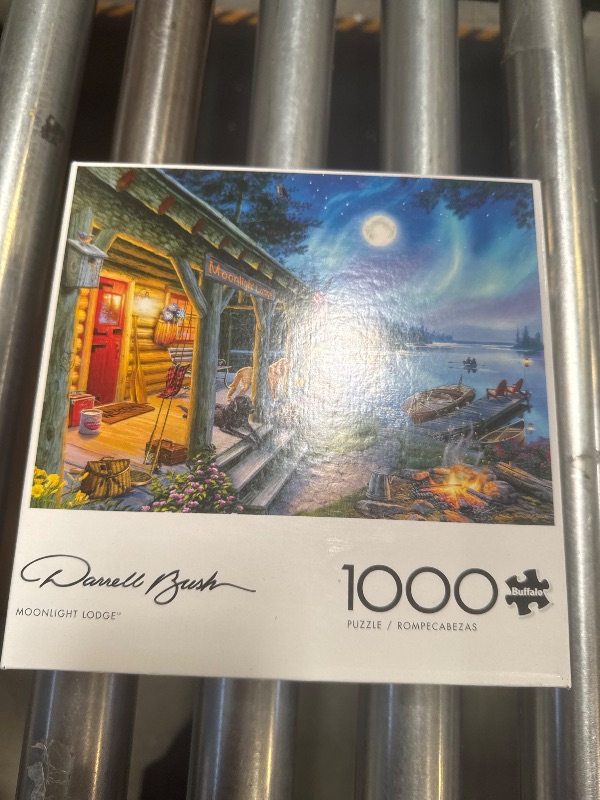 Moonlight Lodge
Darrell Bush
MOONLIGHT LODGE™
1000
Buffalo
PUZZLE / ROMPECABEZAS